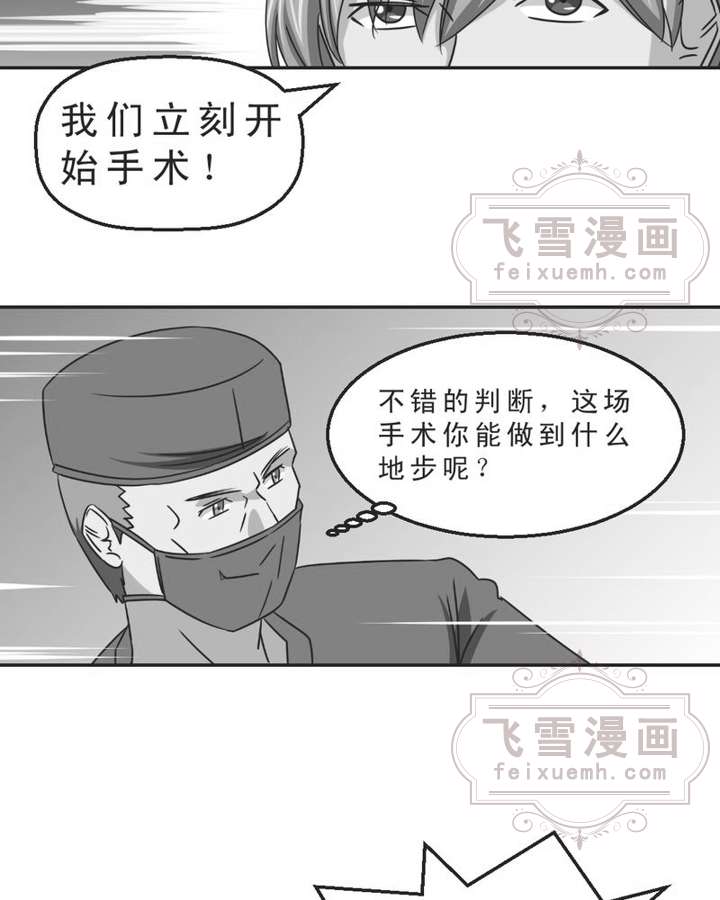 我们立刻开
始手术！
飞雪漫画
feixuemh.com
不错的判断，这场
手术你能做到什么
地步呢？
飞雪漫画
feixuemh.com